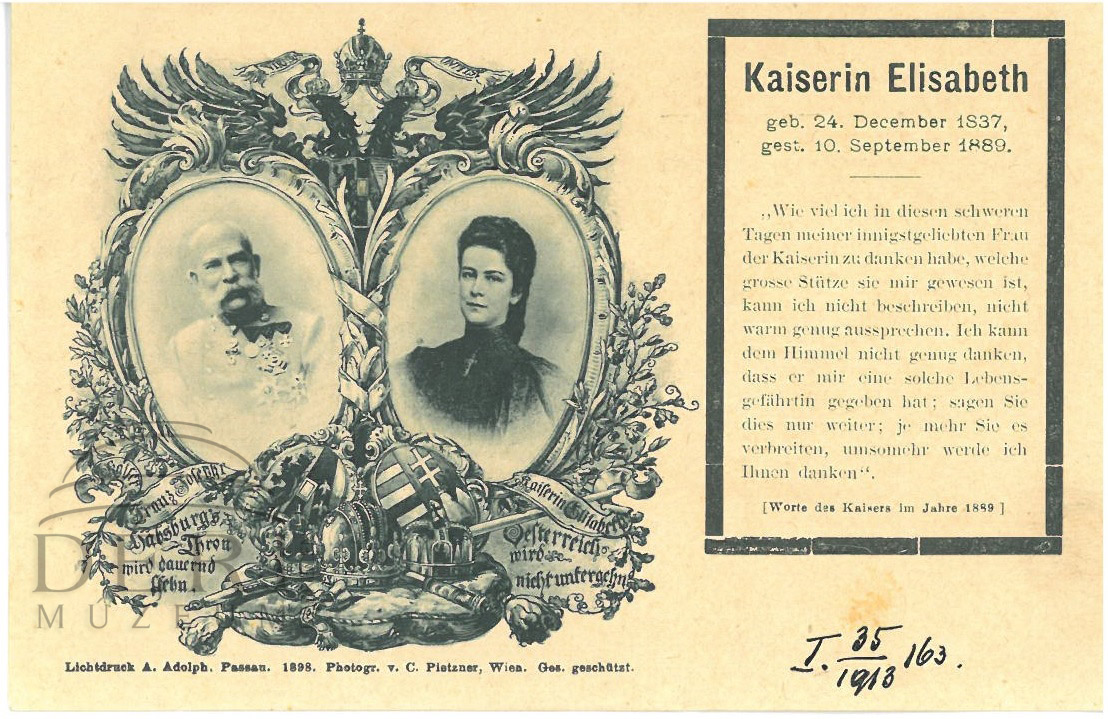 Kaiser
Franz Joseph I.
Habsburg's
Thron
wird dauernd
stehn.
Kaiserin Elisabeth
Oesterreich
wird
nicht untergehn
DÉRI
MÚZEUM
Lichtdruck A. Adolph. Passau. 1898. Photogr. v. C. Pietzner, Wien. Ges. geschützt.
Kaiserin Elisabeth
geb. 24. December 1837,
gest. 10. September 1889.
„Wie viel ich in diesen schweren
Tagen meiner innigstgeliebten Frau
der Kaiserin zu danken habe, welche
grosse Stütze sie mir gewesen ist,
kann ich nicht beschreiben, nicht
warm genug aussprechen. Ich kann
dem Himmel nicht genug danken,
dass er mir eine solche Lebens-
gefährtin gegeben hat; sagen Sie
dies nur weiter; je mehr Sie es
verbreiten, umsomehr werde ich
Ihnen danken“.
[Worte des Kaisers im Jahre 1889 ]
I. 35/1913 163.